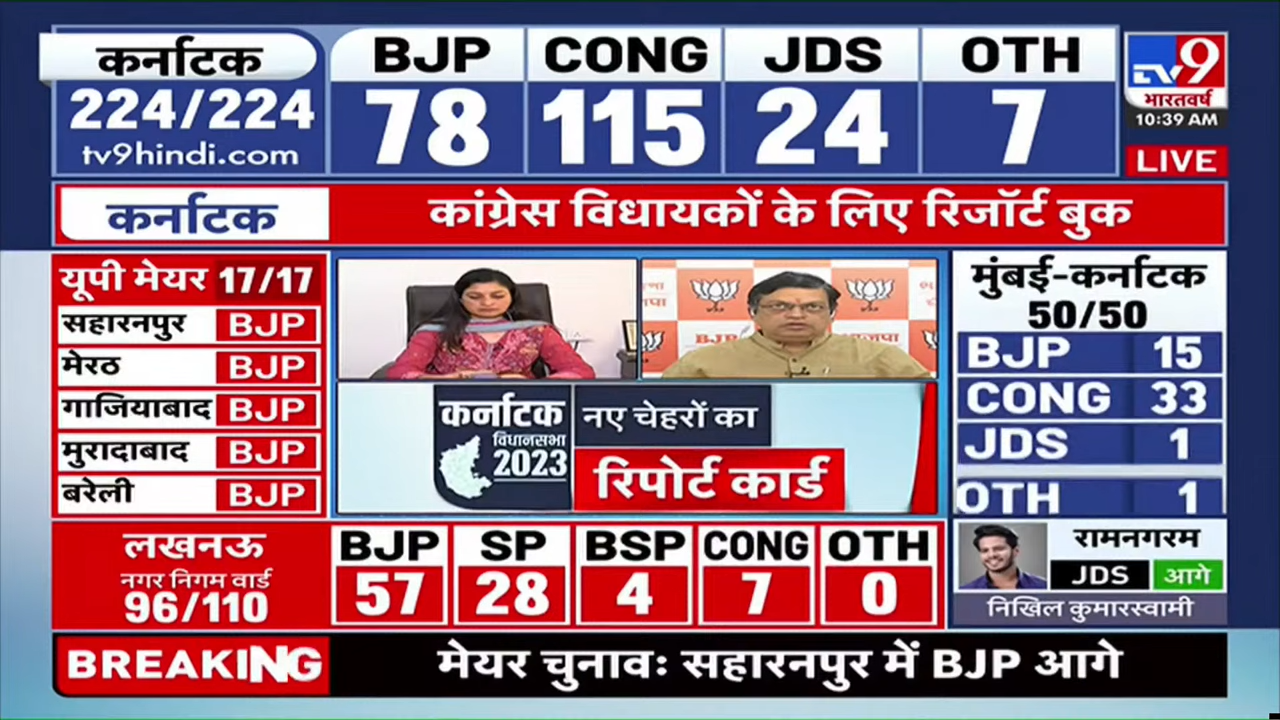 कर्नाटक
224/224
tv9hindi.com
BJP CONG JDS OTH
78 115 24 7
TV9
भारतवर्ष
10:39 AM
LIVE
कर्नाटक
कांग्रेस विधायकों के लिए रिजॉर्ट बुक
यूपी मेयर 17/17
सहारनपुर BJP
मेरठ BJP
गाजियाबाद BJP
मुरादाबाद BJP
बरेली BJP
कर्नाटक
विधानसभा
2023
नए चेहरों का
रिपोर्ट कार्ड
मुंबई-कर्नाटक
50/50
BJP 15
CONG 33
JDS 1
OTH 1
लखनऊ
नगर निगम वार्ड
96/110
BJP SP BSP CONG OTH
57 28 4 7 0
रामनगरम
JDS आगे
निखिल कुमारस्वामी
BREAKING
मेयर चुनावः सहारनपुर में BJP आगे